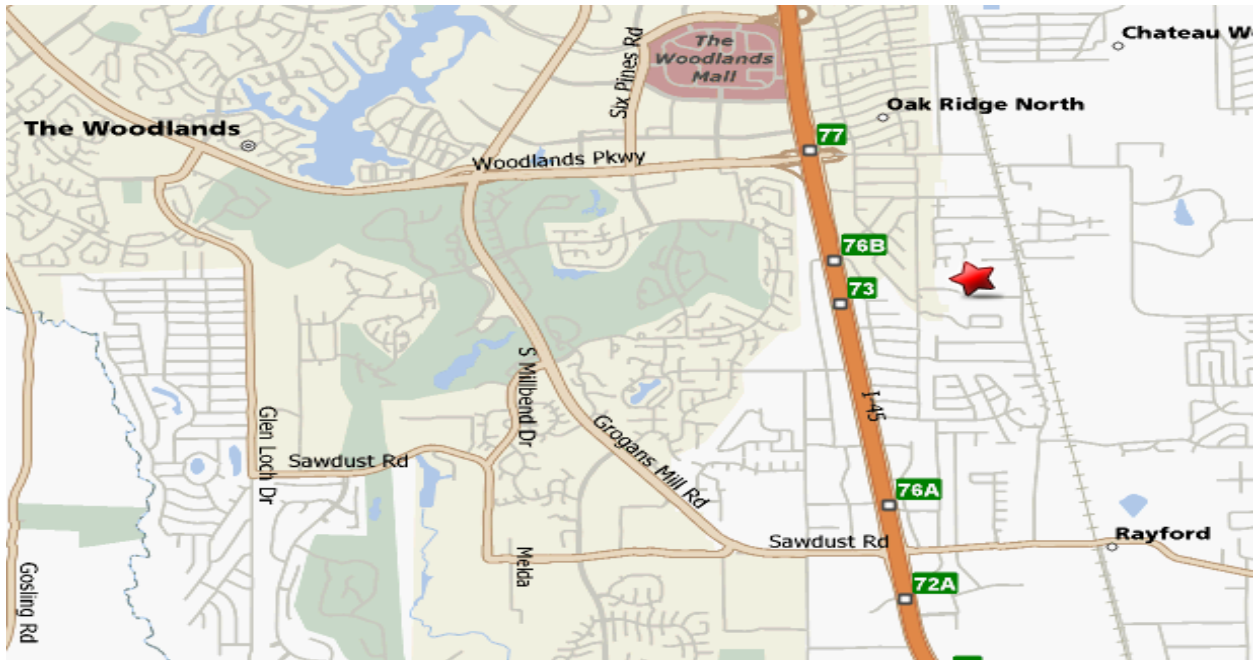 Chateau Wo
The
Woodlands
Mall
Six Pines Rd
Oak Ridge North
The Woodlands
77
Woodlands Pkwy
76B
73
S Millbend Dr
I-45
Glen Loch Dr
Grogans Mill Rd
Sawdust Rd
76A
Rayford
Sawdust Rd
Melda
Gosling Rd
72A